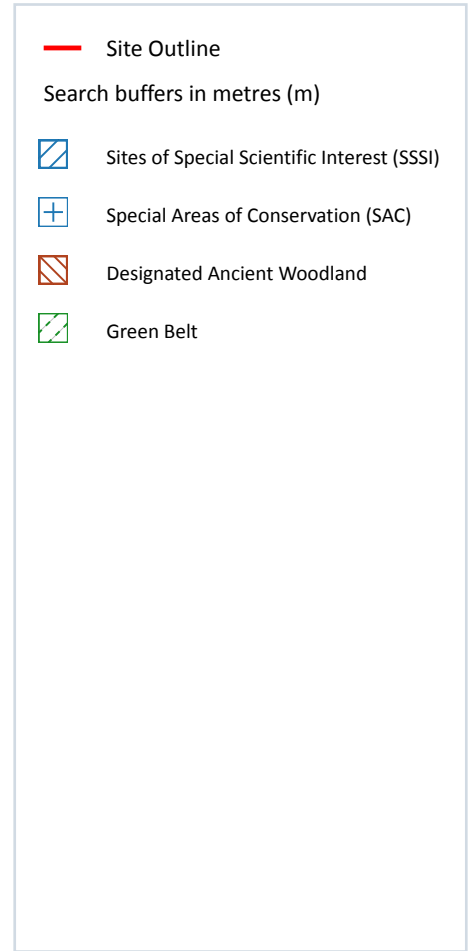 Site Outline
Search buffers in metres (m)
Sites of Special Scientific Interest (SSSI)
Special Areas of Conservation (SAC)
Designated Ancient Woodland
Green Belt